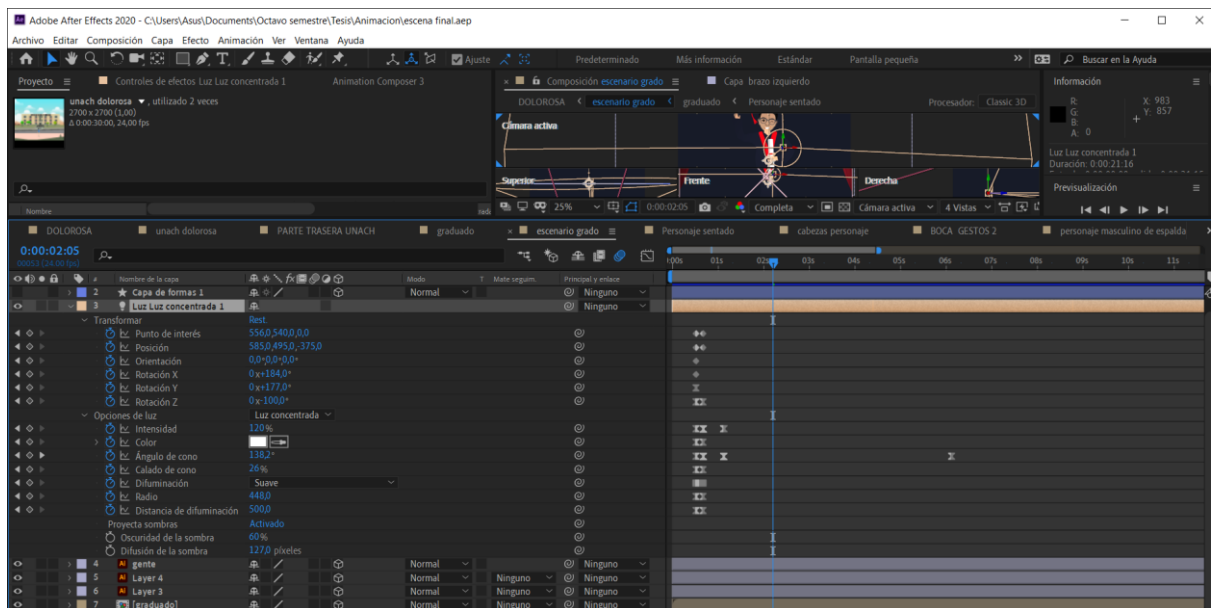 Adobe After Effects 2020 - C:\Users\Asus\Documents\Octavo semestre\Tesis\Animacion\escena final.aep
Archivo Editar Composición Capa Efecto Animación Ver Ventana Ayuda
Ajuste Predeterminado Más información Estándar Pantalla pequeña Buscar en la Ayuda
Proyecto Controles de efectos Luz Luz concentrada 1 Animation Composer 3 Composición escenario grado Capa brazo izquierdo Información
unach dolorosa , utilizado 2 veces
2700 x 2700 (1,00)
Δ 0:00:30:00, 24,00 fps
DOLOROSA escenario grado graduado Personaje sentado Procesador: Classic 3D
Cámara activa
R: X: 983
G: Y: 857
B:
A: 0
Luz Luz concentrada 1
Duración: 0:00:21:16
Superior Frente Derecha
Previsualización
Nombre
25% 0:00:02:05 Completa Cámara activa 4 Vistas
DOLOROSA unach dolorosa PARTE TRASERA UNACH graduado escenario grado Personaje sentado cabezas personaje BOCA GESTOS 2 personaje masculino de espalda
0:00:02:05
00053 (24.00 fps)
:00s 01s 02s 03s 04s 05s 06s 07s 08s 09s 10s 11s
# Nombre de la capa Modo T Mate seguim. Principal y enlace
2 Capa de formas 1 Normal Ninguno
3 Luz Luz concentrada 1 Ninguno
Transformar Rest.
Punto de interés 556,0,540,0,0,0
Posición 585,0,495,0,-375,0
Orientación 0,0°,0,0°,0,0°
Rotación X 0x+184,0°
Rotación Y 0x+177,0°
Rotación Z 0x-100,0°
Opciones de luz Luz concentrada
Intensidad 120%
Color
Ángulo de cono 138,2°
Calado de cono 26%
Difuminación Suave
Radio 448,0
Distancia de difuminación 500,0
Proyecta sombras Activado
Oscuridad de la sombra 60%
Difusión de la sombra 127,0 píxeles
4 gente Normal Ninguno
5 Layer 4 Normal Ninguno Ninguno
6 Layer 3 Normal Ninguno Ninguno
7 [graduado] Normal Ninguno Ninguno